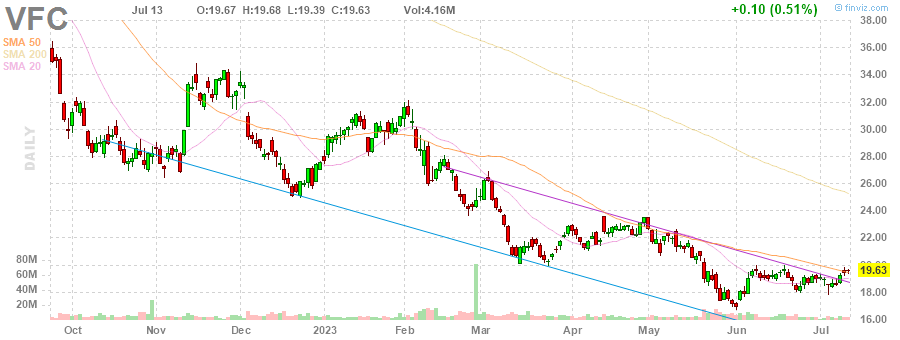 VFC
Jul 13 O:19.67 H:19.68 L:19.39 C:19.63 Vol:4.16M +0.10 (0.51%) finviz.com
SMA 50
SMA 200
SMA 20
DAILY
38.00
36.00
34.00
32.00
30.00
28.00
26.00
24.00
22.00
20.00
19.63
18.00
16.00
80M
60M
40M
20M
Oct Nov Dec 2023 Feb Mar Apr May Jun Jul